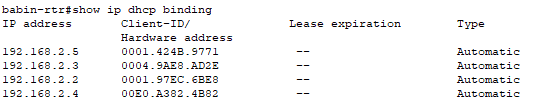 babin-rtr#show ip dhcp binding
IP address Client-ID/ Lease expiration Type
Hardware address
192.168.2.5 0001.424B.9771 -- Automatic
192.168.2.3 0004.9AE8.AD2E -- Automatic
192.168.2.2 0001.97EC.6BE8 -- Automatic
192.168.2.4 00E0.A382.4B82 -- Automatic